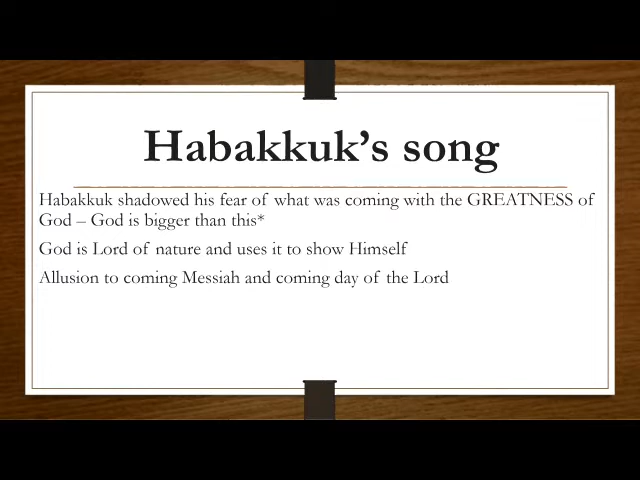 Habakkuk’s song
Habakkuk shadowed his fear of what was coming with the GREATNESS of
God – God is bigger than this*
God is Lord of nature and uses it to show Himself
Allusion to coming Messiah and coming day of the Lord